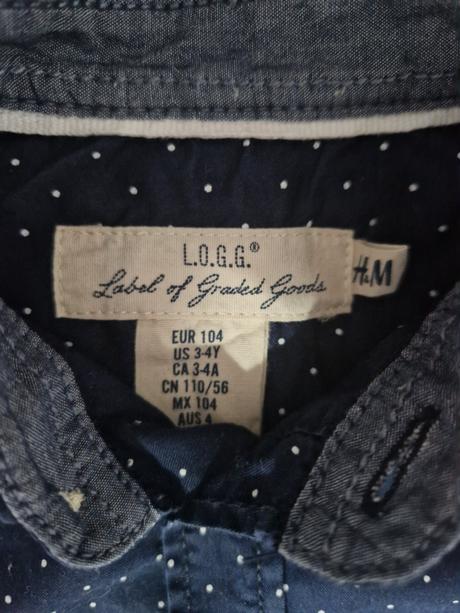 L.O.G.G.®
Label of Graded Goods
H&M
EUR 104
US 3-4Y
CA 3-4A
CN 110/56
MX 104
AUS 4